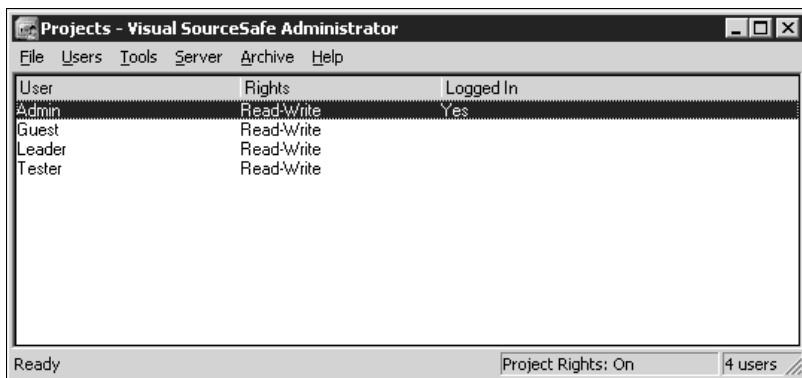 Projects - Visual SourceSafe Administrator
File Users Tools Server Archive Help
User Rights Logged In
Admin Read-Write Yes
Guest Read-Write
Leader Read-Write
Tester Read-Write
Ready Project Rights: On 4 users